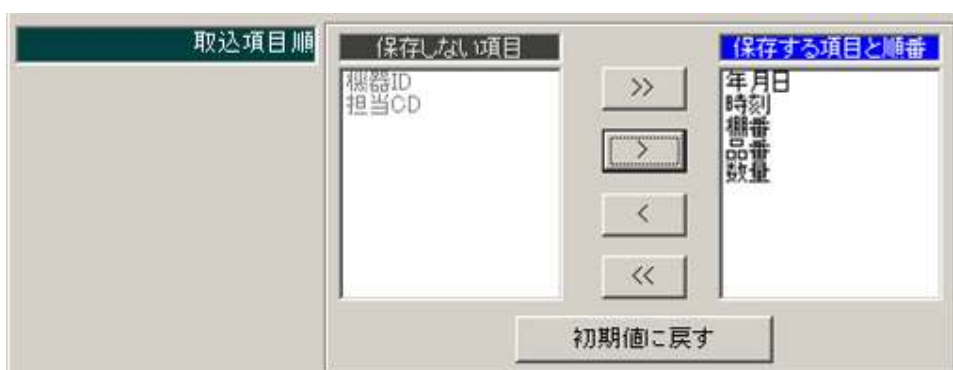 取込項目順
保存しない項目
機器ID
担当CD
>>
>
<
<<
保存する項目と順番
年月日
時刻
棚番
品番
数量
初期値に戻す